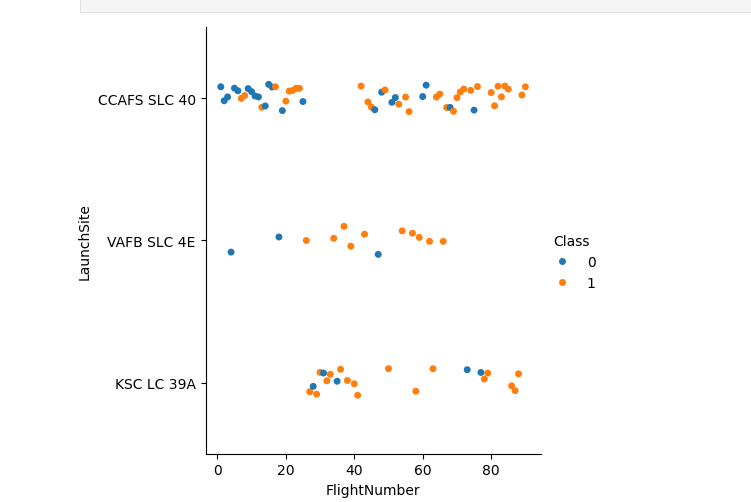 CCAFS SLC 40
VAFB SLC 4E
KSC LC 39A
LaunchSite
0 20 40 60 80
FlightNumber
Class
0
1